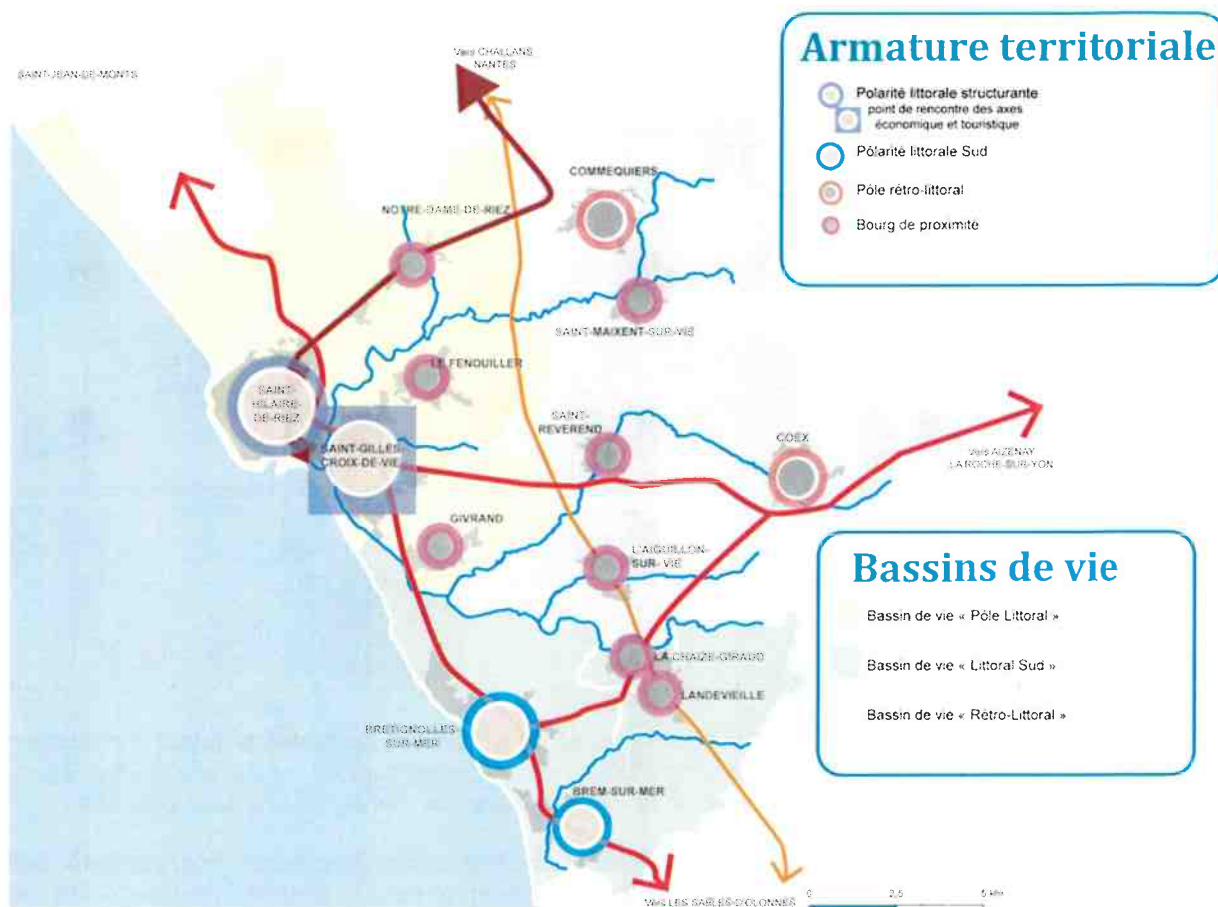 Armature territoriale
Polarité littorale structurante
point de rencontre des axes
économique et touristique
Pôlarité littorale Sud
Pôle rétro-littoral
Bourg de proximité
Vers CHALLANS
NANTES
SAINT-JEAN-DE-MONTS
COMMEQUIERS
NOTRE-DAME-DE-RIEZ
SAINT-MAIXENT-SUR-VIE
LE FENOUILLER
SAINT-
HILAIRE-
DE-RIEZ
SAINT-GILLES-
CROIX-DE-VIE
SAINT-
REVEREND
COEX
Vers AIZENAY
LA ROCHE-SUR-YON
GIVRAND
L'AIGUILLON-
SUR- VIE
LA CHAIZE-GIRAUD
LANDEVIEILLE
BRETIGNOLLES-
SUR-MER
BREM-SUR-MER
Bassins de vie
Bassin de vie « Pôle Littoral »
Bassin de vie « Littoral Sud »
Bassin de vie « Rétro-Littoral »
Vers LES SABLES-D'OLONNES
0 2,5 5 km